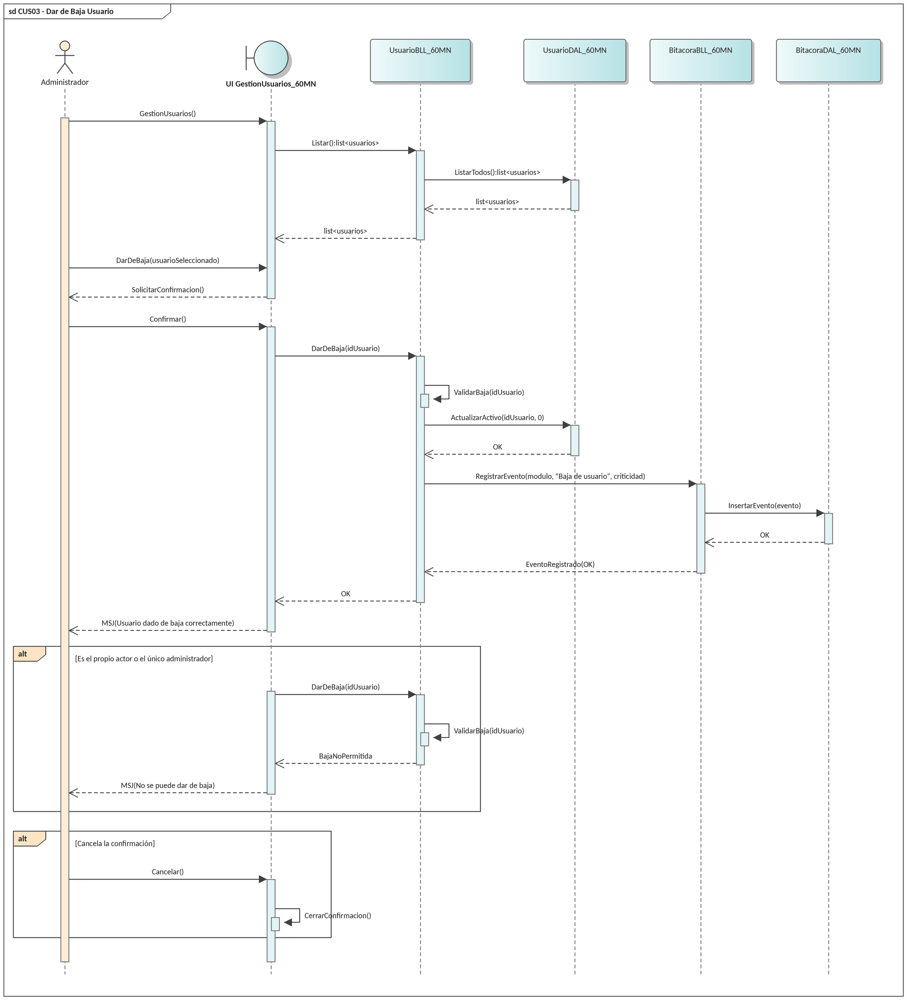 sd CUS03 - Dar de Baja Usuario
Administrador
UI GestionUsuarios_60MN
UsuarioBLL_60MN
UsuarioDAL_60MN
BitacoraBLL_60MN
BitacoraDAL_60MN
GestionUsuarios()
Listar():list<usuarios>
ListarTodos():list<usuarios>
list<usuarios>
list<usuarios>
DarDeBaja(usuarioSeleccionado)
SolicitarConfirmacion()
Confirmar()
DarDeBaja(idUsuario)
ValidarBaja(idUsuario)
ActualizarActivo(idUsuario, 0)
OK
RegistrarEvento(modulo, "Baja de usuario", criticidad)
InsertarEvento(evento)
OK
EventoRegistrado(OK)
OK
MSJ(Usuario dado de baja correctamente)
alt
[Es el propio actor o el único administrador]
DarDeBaja(idUsuario)
ValidarBaja(idUsuario)
BajaNoPermitida
MSJ(No se puede dar de baja)
alt
[Cancela la confirmación]
Cancelar()
CerrarConfirmacion()